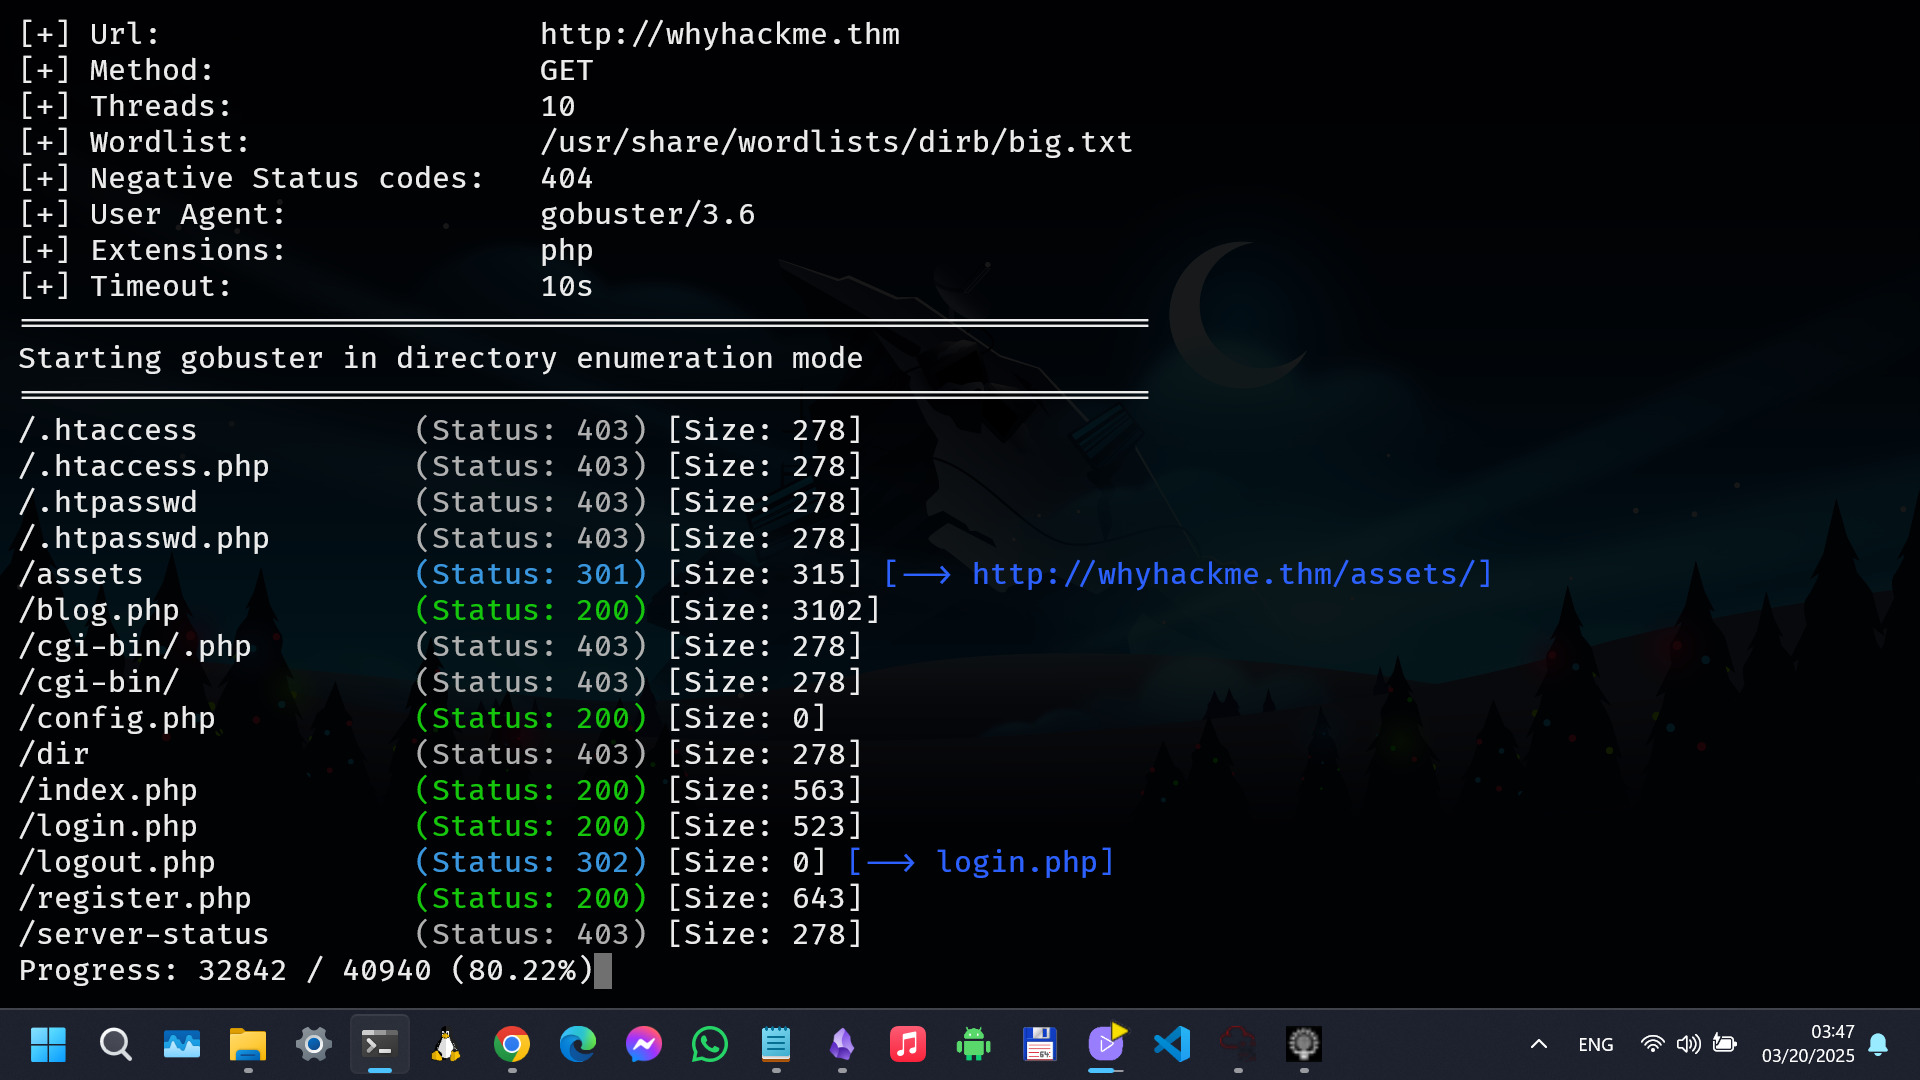 [+] Url:                     http://whyhackme.thm
[+] Method:                  GET
[+] Threads:                 10
[+] Wordlist:                /usr/share/wordlists/dirb/big.txt
[+] Negative Status codes:   404
[+] User Agent:              gobuster/3.6
[+] Extensions:              php
[+] Timeout:                 10s
===============================================================
Starting gobuster in directory enumeration mode
===============================================================
/.htaccess            (Status: 403) [Size: 278]
/.htaccess.php        (Status: 403) [Size: 278]
/.htpasswd            (Status: 403) [Size: 278]
/.htpasswd.php        (Status: 403) [Size: 278]
/assets               (Status: 301) [Size: 315] [--> http://whyhackme.thm/assets/]
/blog.php             (Status: 200) [Size: 3102]
/cgi-bin/.php         (Status: 403) [Size: 278]
/cgi-bin/             (Status: 403) [Size: 278]
/config.php           (Status: 200) [Size: 0]
/dir                  (Status: 403) [Size: 278]
/index.php            (Status: 200) [Size: 563]
/login.php            (Status: 200) [Size: 523]
/logout.php           (Status: 302) [Size: 0] [--> login.php]
/register.php         (Status: 200) [Size: 643]
/server-status        (Status: 403) [Size: 278]
Progress: 32842 / 40940 (80.22%)
64
ENG
03:47
03/20/2025